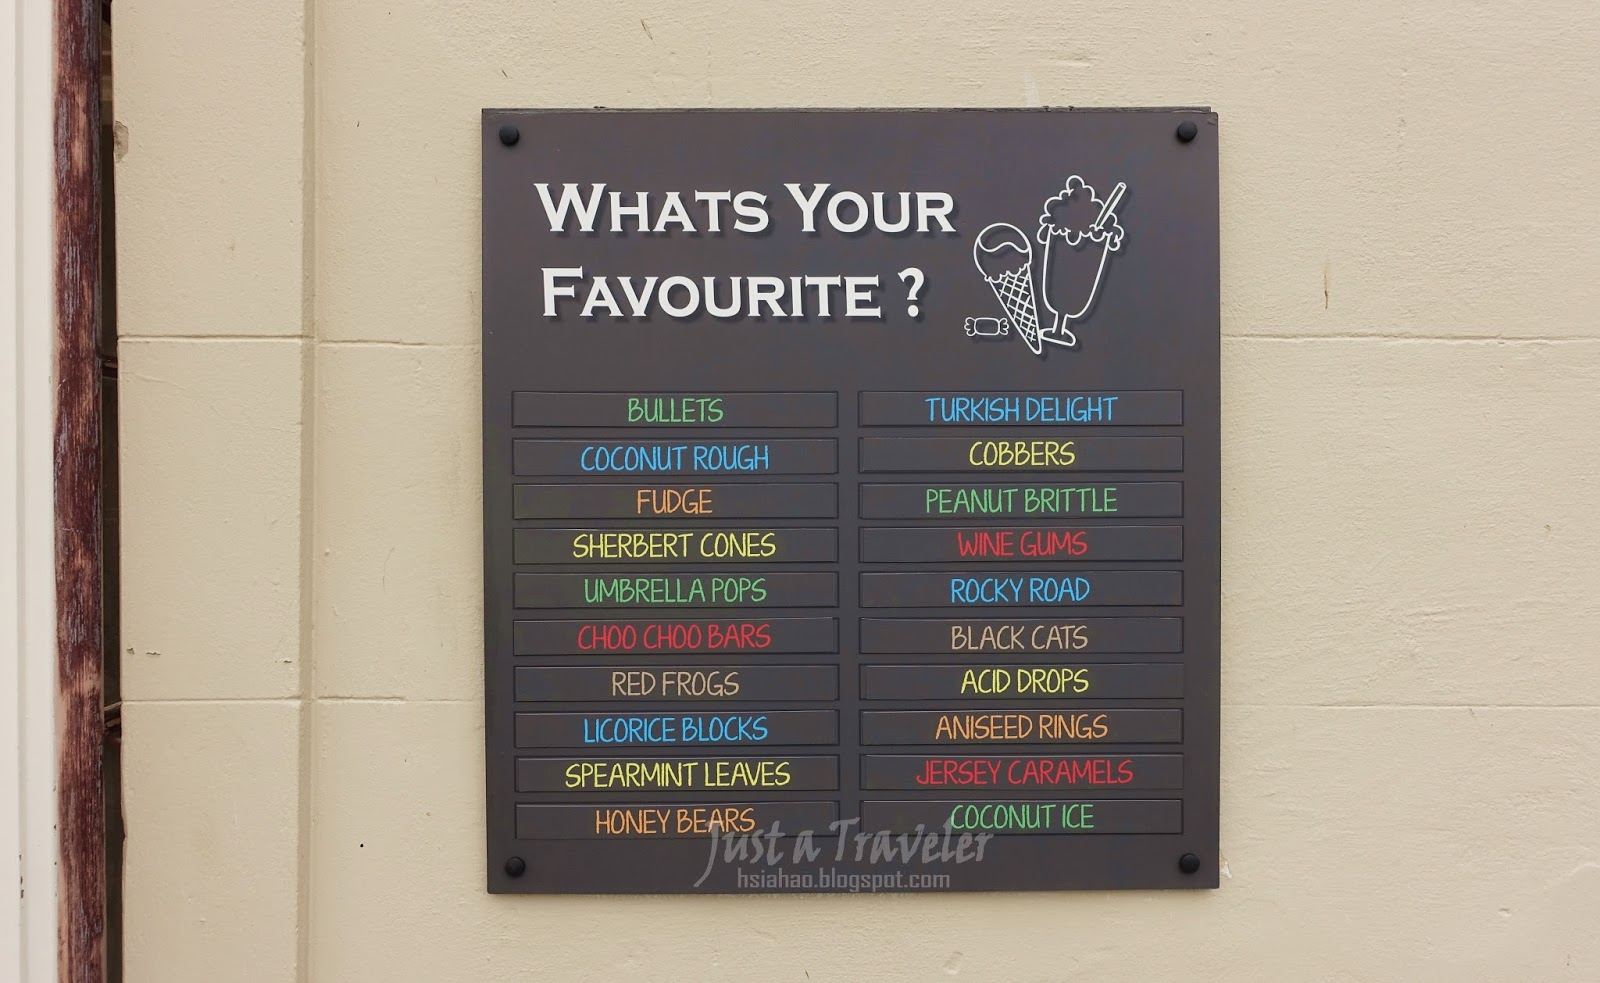 WHATS YOUR
FAVOURITE ?
BULLETS
COCONUT ROUGH
FUDGE
SHERBERT CONES
UMBRELLA POPS
CHOO CHOO BARS
RED FROGS
LICORICE BLOCKS
SPEARMINT LEAVES
HONEY BEARS
TURKISH DELIGHT
COBBERS
PEANUT BRITTLE
WINE GUMS
ROCKY ROAD
BLACK CATS
ACID DROPS
ANISEED RINGS
JERSEY CARAMELS
COCONUT ICE
Just a Traveler
hsiahao.blogspot.com